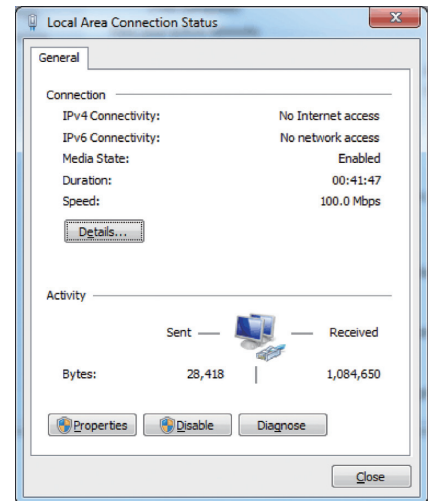 Local Area Connection Status
General
Connection
IPv4 Connectivity: No Internet access
IPv6 Connectivity: No network access
Media State: Enabled
Duration: 00:41:47
Speed: 100.0 Mbps
Details...
Activity
Sent Received
Bytes: 28,418 1,084,650
Properties Disable Diagnose
Close